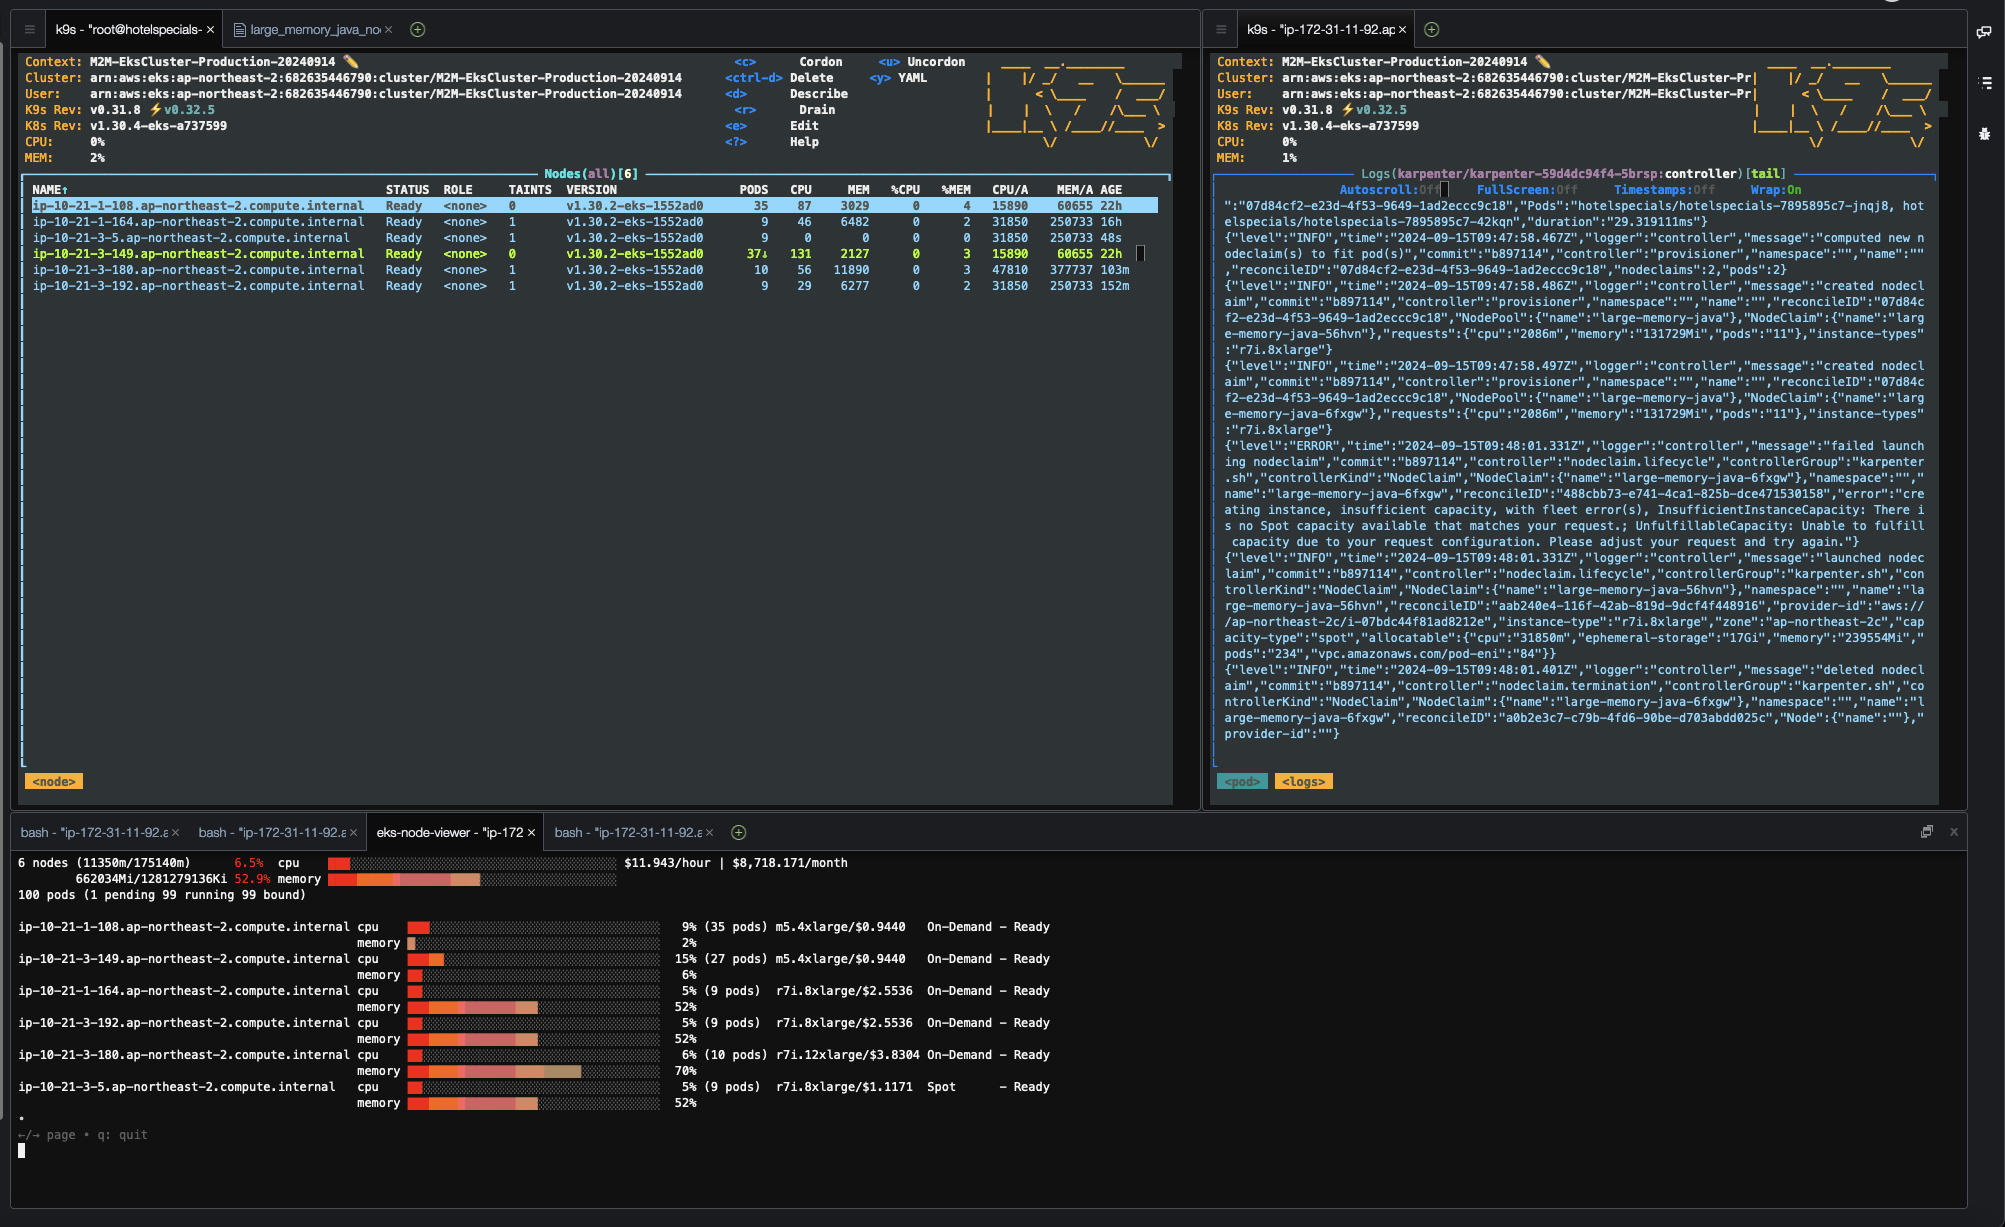 k9s - "root@hotelspecials- ×
large_memory_java_no ×
Context: M2M-EksCluster-Production-20240914
Cluster: arn:aws:eks:ap-northeast-2:682635446790:cluster/M2M-EksCluster-Production-20240914
User: arn:aws:eks:ap-northeast-2:682635446790:cluster/M2M-EksCluster-Production-20240914
K9s Rev: v0.31.8 ⚡v0.32.5
K8s Rev: v1.30.4-eks-a737599
CPU: 0%
MEM: 2%
<c> Cordon <u> Uncordon
<ctrl-d> Delete <y> YAML
<d> Describe
<r> Drain
<e> Edit
<?> Help
Nodes(all)[6]
NAME↑ STATUS ROLE TAINTS VERSION PODS CPU MEM %CPU %MEM CPU/A MEM/A AGE
ip-10-21-1-108.ap-northeast-2.compute.internal Ready <none> 0 v1.30.2-eks-1552ad0 35 87 3029 0 4 15890 60655 22h
ip-10-21-1-164.ap-northeast-2.compute.internal Ready <none> 1 v1.30.2-eks-1552ad0 9 46 6482 0 2 31850 250733 16h
ip-10-21-3-5.ap-northeast-2.compute.internal Ready <none> 1 v1.30.2-eks-1552ad0 9 0 0 0 0 31850 250733 48s
ip-10-21-3-149.ap-northeast-2.compute.internal Ready <none> 0 v1.30.2-eks-1552ad0 37↓ 131 2127 0 3 15890 60655 22h
ip-10-21-3-180.ap-northeast-2.compute.internal Ready <none> 1 v1.30.2-eks-1552ad0 10 56 11890 0 3 47810 377737 103m
ip-10-21-3-192.ap-northeast-2.compute.internal Ready <none> 1 v1.30.2-eks-1552ad0 9 29 6277 0 2 31850 250733 152m
<node>
k9s - "ip-172-31-11-92.ap ×
Context: M2M-EksCluster-Production-20240914
Cluster: arn:aws:eks:ap-northeast-2:682635446790:cluster/M2M-EksCluster-Pr
User: arn:aws:eks:ap-northeast-2:682635446790:cluster/M2M-EksCluster-Pr
K9s Rev: v0.31.8 ⚡v0.32.5
K8s Rev: v1.30.4-eks-a737599
CPU: 0%
MEM: 1%
Logs(karpenter/karpenter-59d4dc94f4-5brsp:controller)[tail]
Autoscroll:Off FullScreen:Off Timestamps:Off Wrap:On
":"07d84cf2-e23d-4f53-9649-1ad2eccc9c18","Pods":"hotelspecials/hotelspecials-7895895c7-jnqj8, hot
elspecials/hotelspecials-7895895c7-42kqn","duration":"29.319111ms"}
{"level":"INFO","time":"2024-09-15T09:47:58.467Z","logger":"controller","message":"computed new n
odeclaim(s) to fit pod(s)","commit":"b897114","controller":"provisioner","namespace":"","name":""
,"reconcileID":"07d84cf2-e23d-4f53-9649-1ad2eccc9c18","nodeclaims":2,"pods":2}
{"level":"INFO","time":"2024-09-15T09:47:58.486Z","logger":"controller","message":"created nodecl
aim","commit":"b897114","controller":"provisioner","namespace":"","name":"","reconcileID":"07d84c
f2-e23d-4f53-9649-1ad2eccc9c18","NodePool":{"name":"large-memory-java"},"NodeClaim":{"name":"larg
e-memory-java-56hvn"},"requests":{"cpu":"2086m","memory":"131729Mi","pods":"11"},"instance-types"
:"r7i.8xlarge"}
{"level":"INFO","time":"2024-09-15T09:47:58.497Z","logger":"controller","message":"created nodecl
aim","commit":"b897114","controller":"provisioner","namespace":"","name":"","reconcileID":"07d84c
f2-e23d-4f53-9649-1ad2eccc9c18","NodePool":{"name":"large-memory-java"},"NodeClaim":{"name":"larg
e-memory-java-6fxgw"},"requests":{"cpu":"2086m","memory":"131729Mi","pods":"11"},"instance-types"
:"r7i.8xlarge"}
{"level":"ERROR","time":"2024-09-15T09:48:01.331Z","logger":"controller","message":"failed launch
ing nodeclaim","commit":"b897114","controller":"nodeclaim.lifecycle","controllerGroup":"karpenter
.sh","controllerKind":"NodeClaim","NodeClaim":{"name":"large-memory-java-6fxgw"},"namespace":"","
name":"large-memory-java-6fxgw","reconcileID":"488cbb73-e741-4ca1-825b-dce471530158","error":"cre
ating instance, insufficient capacity, with fleet error(s), InsufficientInstanceCapacity: There i
s no Spot capacity available that matches your request.; UnfulfillableCapacity: Unable to fulfill
 capacity due to your request configuration. Please adjust your request and try again."}
{"level":"INFO","time":"2024-09-15T09:48:01.331Z","logger":"controller","message":"launched nodec
laim","commit":"b897114","controller":"nodeclaim.lifecycle","controllerGroup":"karpenter.sh","con
trollerKind":"NodeClaim","NodeClaim":{"name":"large-memory-java-56hvn"},"namespace":"","name":"la
rge-memory-java-56hvn","reconcileID":"aab240e4-116f-42ab-819d-9dcf4f448916","provider-id":"aws://
/ap-northeast-2c/i-07bdc44f81ad8212e","instance-type":"r7i.8xlarge","zone":"ap-northeast-2c","cap
acity-type":"spot","allocatable":{"cpu":"31850m","ephemeral-storage":"17Gi","memory":"239554Mi","
pods":"234","vpc.amazonaws.com/pod-eni":"84"}}
{"level":"INFO","time":"2024-09-15T09:48:01.401Z","logger":"controller","message":"deleted nodecl
aim","commit":"b897114","controller":"nodeclaim.termination","controllerGroup":"karpenter.sh","co
ntrollerKind":"NodeClaim","NodeClaim":{"name":"large-memory-java-6fxgw"},"namespace":"","name":"l
arge-memory-java-6fxgw","reconcileID":"a0b2e3c7-c79b-4fd6-90be-d703abdd025c","Node":{"name":""},"
provider-id":""}
<pod> <logs>
bash - "ip-172-31-11-92.a ×
bash - "ip-172-31-11-92.a ×
eks-node-viewer - "ip-172 ×
bash - "ip-172-31-11-92.a ×
6 nodes (11350m/175140m) 6.5% cpu $11.943/hour | $8,718.171/month
662034Mi/1281279136Ki 52.9% memory
100 pods (1 pending 99 running 99 bound)
ip-10-21-1-108.ap-northeast-2.compute.internal cpu 9% (35 pods) m5.4xlarge/$0.9440 On-Demand - Ready
memory 2%
ip-10-21-3-149.ap-northeast-2.compute.internal cpu 15% (27 pods) m5.4xlarge/$0.9440 On-Demand - Ready
memory 6%
ip-10-21-1-164.ap-northeast-2.compute.internal cpu 5% (9 pods) r7i.8xlarge/$2.5536 On-Demand - Ready
memory 52%
ip-10-21-3-192.ap-northeast-2.compute.internal cpu 5% (9 pods) r7i.8xlarge/$2.5536 On-Demand - Ready
memory 52%
ip-10-21-3-180.ap-northeast-2.compute.internal cpu 6% (10 pods) r7i.12xlarge/$3.8304 On-Demand - Ready
memory 70%
ip-10-21-3-5.ap-northeast-2.compute.internal cpu 5% (9 pods) r7i.8xlarge/$1.1171 Spot - Ready
memory 52%
•
←/→ page • q: quit